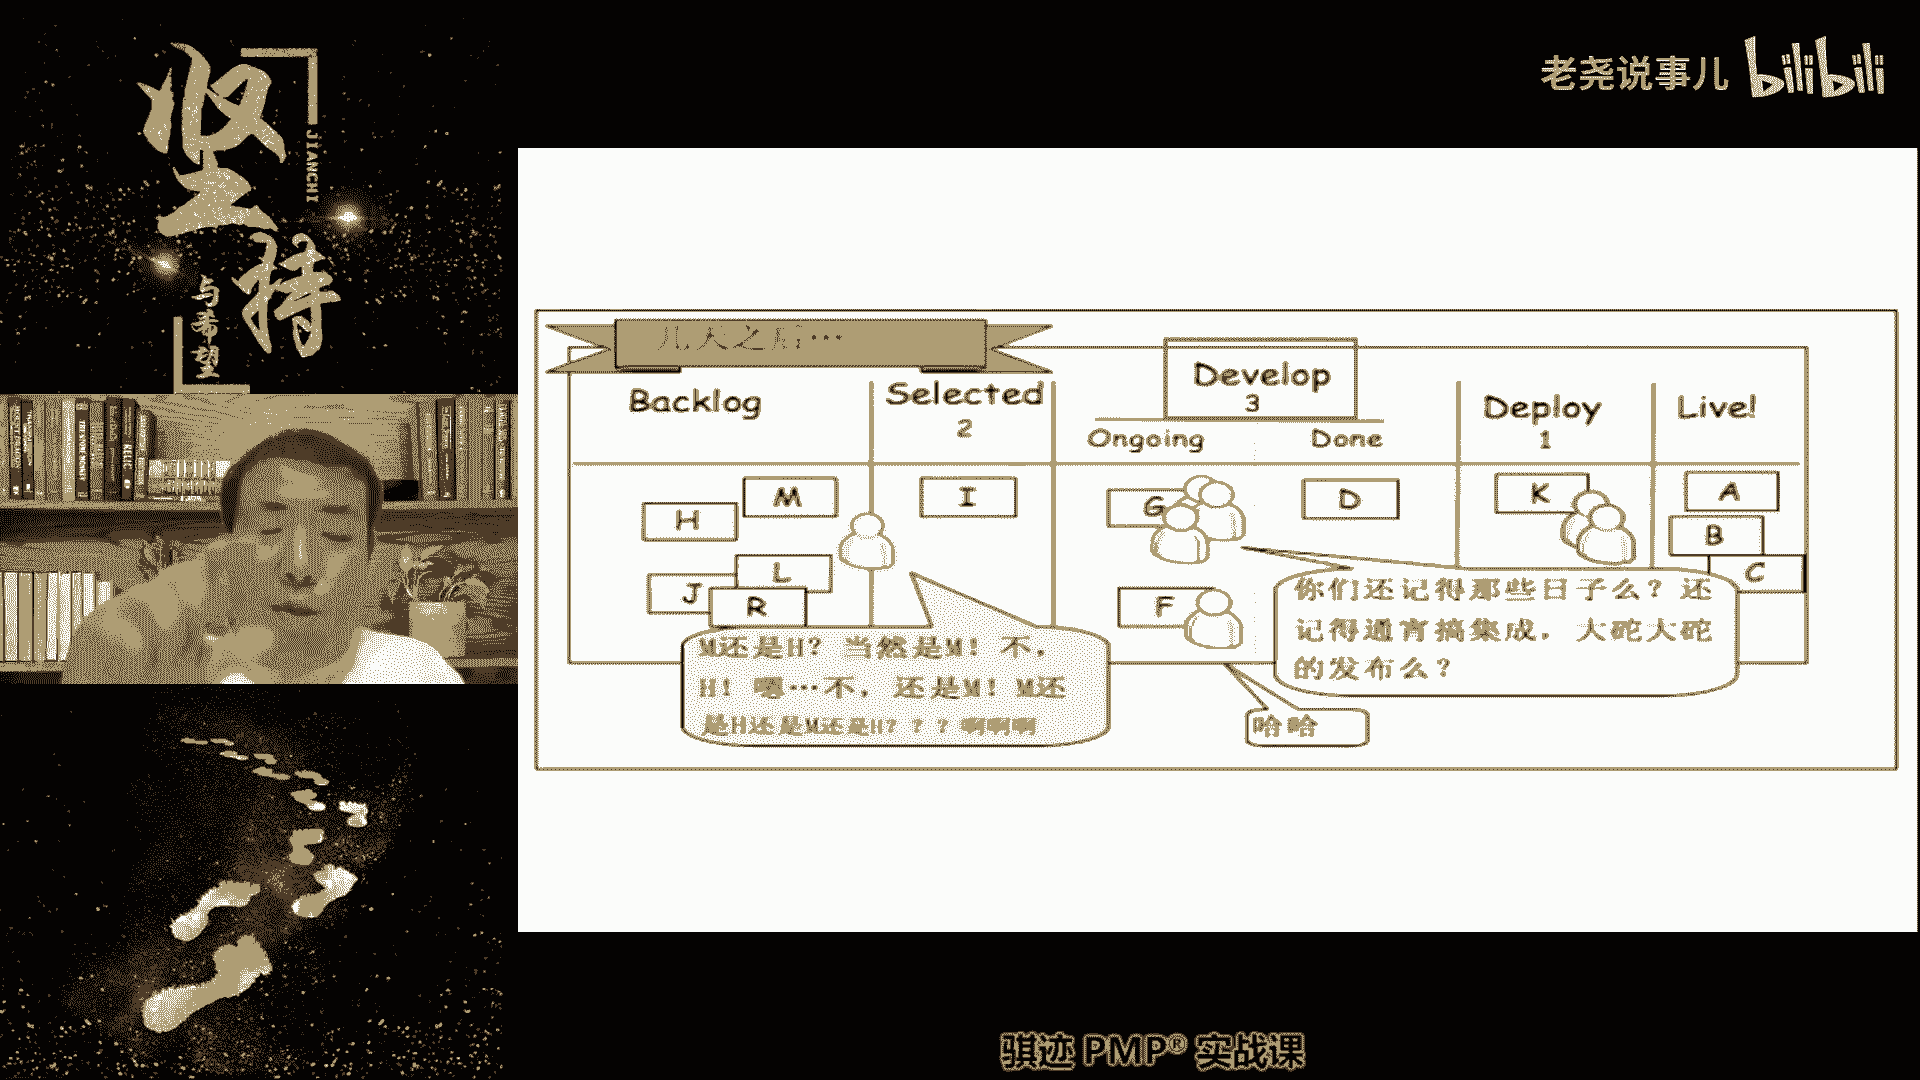 坚持
JIANCHI
与希望
老尧说事儿 bilibili
几天之后…
Backlog
Selected
2
Develop
3
Ongoing
Done
Deploy
1
Live!
H
M
J
L
R
I
G
F
D
K
A
B
C
M还是H? 当然是M! 不,
H! 嗯…不, 还是M! M还
是H还是M还是H? ? ? 啊啊啊
你们还记得那些日子么? 还
记得通宵搞集成, 大砣大砣
的发布么?
哈哈
骐迹 PMP® 实战课